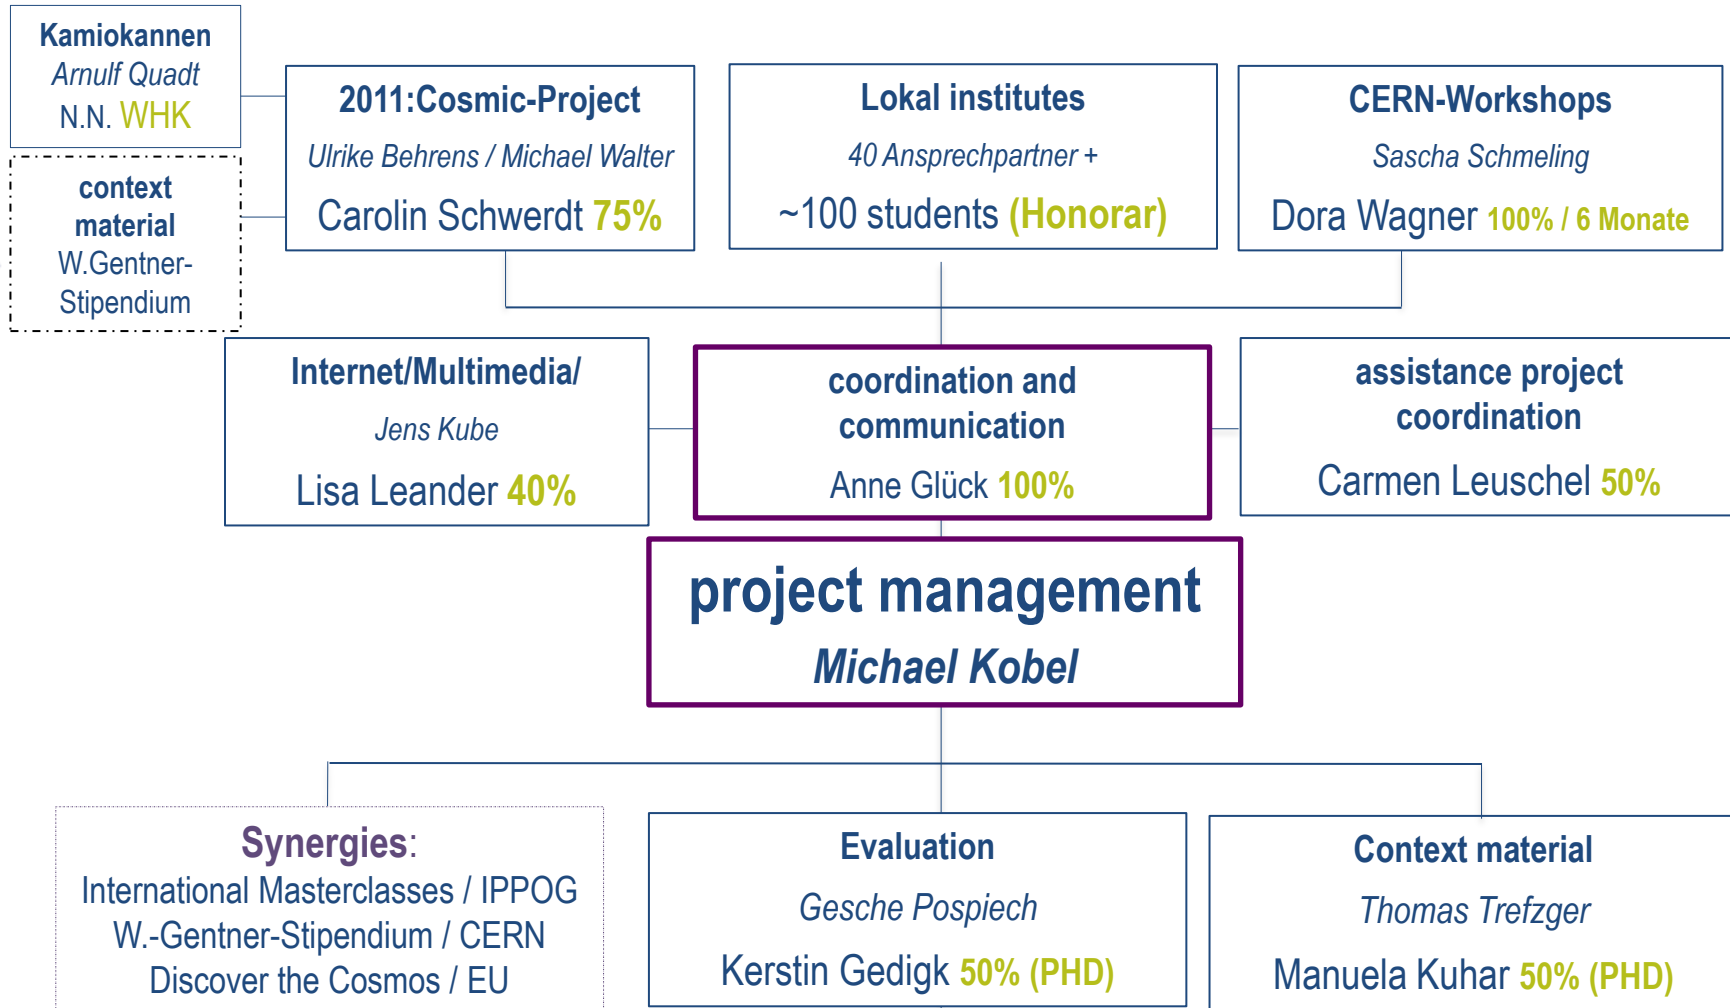 Kamiokannen
Arnulf Quadt
N.N. WHK
context
material
W.Gentner-
Stipendium
2011:Cosmic-Project
Ulrike Behrens / Michael Walter
Carolin Schwerdt 75%
Lokal institutes
40 Ansprechpartner +
~100 students (Honorar)
CERN-Workshops
Sascha Schmeling
Dora Wagner 100% / 6 Monate
Internet/Multimedia/
Jens Kube
Lisa Leander 40%
coordination and
communication
Anne Glück 100%
assistance project
coordination
Carmen Leuschel 50%
project management
Michael Kobel
Synergies:
International Masterclasses / IPPOG
W.-Gentner-Stipendium / CERN
Discover the Cosmos / EU
Evaluation
Gesche Pospiech
Kerstin Gedigk 50% (PHD)
Context material
Thomas Trefzger
Manuela Kuhar 50% (PHD)